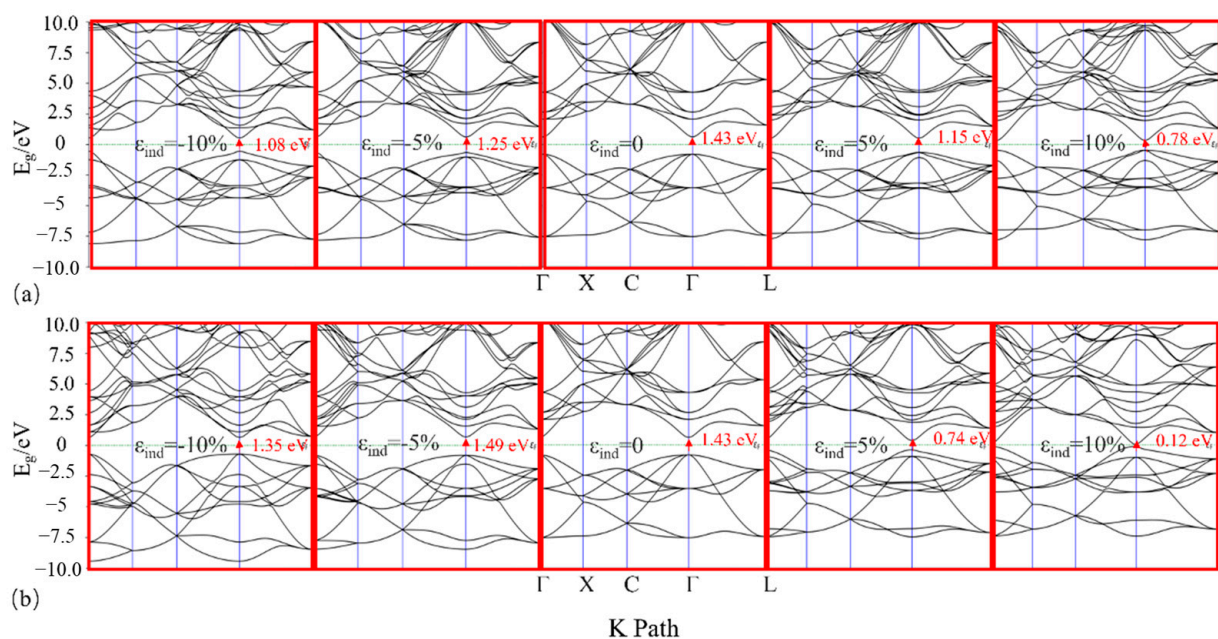 10.0
7.5
5.0
2.5
0
−2.5
−5
−7.5
−10.0
E_g/eV
ε_ind=-10%
1.08 eV
ε_ind=-5%
1.25 eV
ε_ind=0
1.43 eV
ε_ind=5%
1.15 eV
ε_ind=10%
0.78 eV
Γ X C Γ L
(a)
10.0
7.5
5.0
2.5
0
−2.5
−5
−7.5
−10.0
E_g/eV
ε_ind=-10%
1.35 eV
ε_ind=-5%
1.49 eV
ε_ind=0
1.43 eV
ε_ind=5%
0.74 eV
ε_ind=10%
0.12 eV
Γ X C Γ L
(b)
K Path